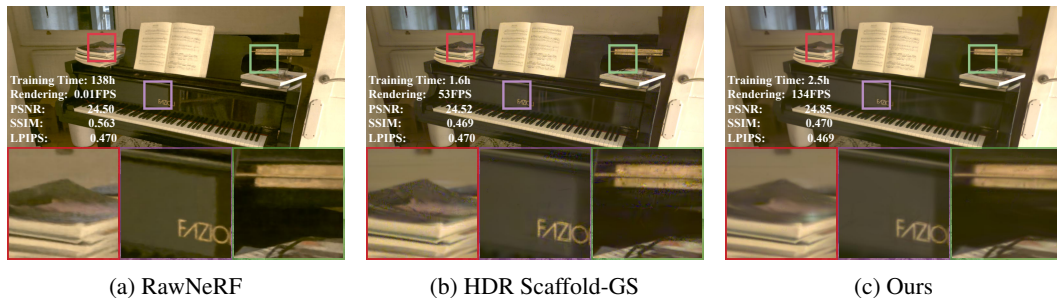 Training Time: 138h
Rendering: 0.01FPS
PSNR: 24.50
SSIM: 0.563
LPIPS: 0.470
FAZIO
(a) RawNeRF
Training Time: 1.6h
Rendering: 53FPS
PSNR: 24.52
SSIM: 0.469
LPIPS: 0.470
FAZIO
(b) HDR Scaffold-GS
Training Time: 2.5h
Rendering: 134FPS
PSNR: 24.85
SSIM: 0.470
LPIPS: 0.469
FAZIO
(c) Ours